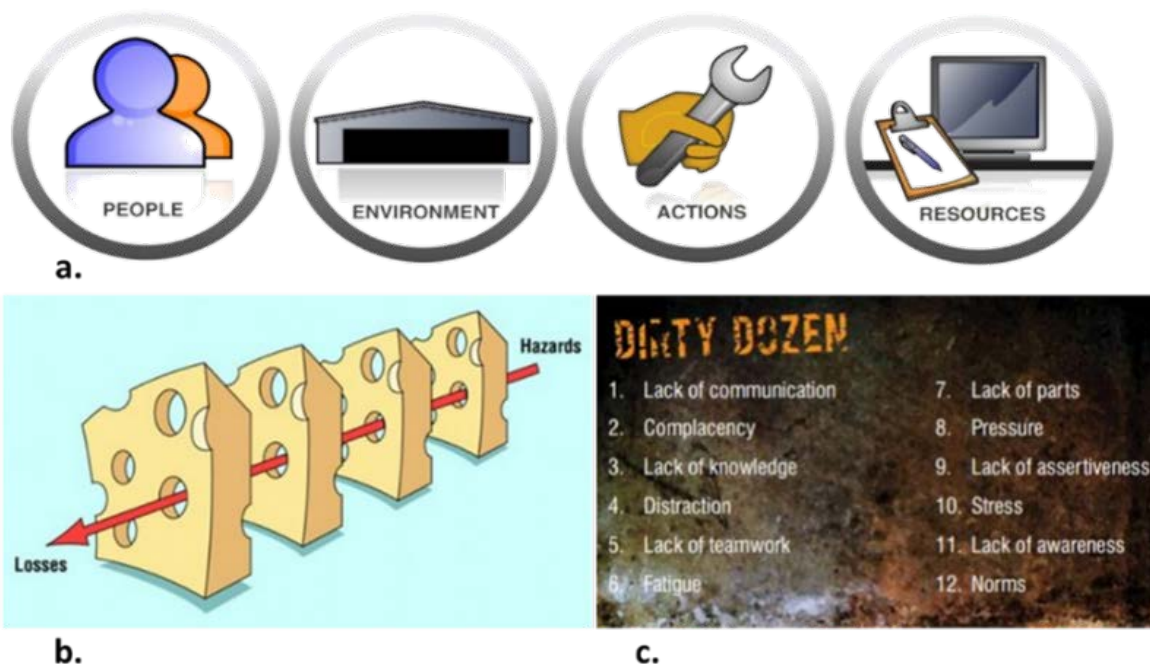 PEOPLE
ENVIRONMENT
ACTIONS
RESOURCES
a.
Hazards
Losses
b.
DIRTY DOZEN
1. Lack of communication
2. Complacency
3. Lack of knowledge
4. Distraction
5. Lack of teamwork
6. Fatigue
7. Lack of parts
8. Pressure
9. Lack of assertiveness
10. Stress
11. Lack of awareness
12. Norms
c.